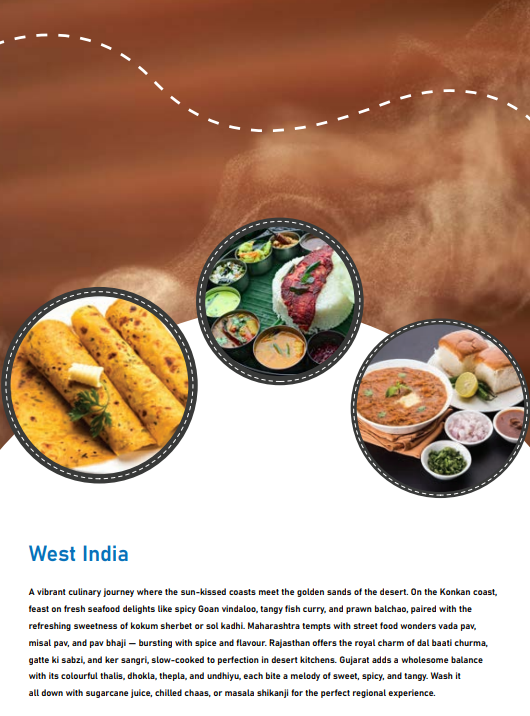 West India
A vibrant culinary journey where the sun-kissed coasts meet the golden sands of the desert. On the Konkan coast,
feast on fresh seafood delights like spicy Goan vindaloo, tangy fish curry, and prawn balchao, paired with the
refreshing sweetness of kokum sherbet or sol kadhi. Maharashtra tempts with street food wonders vada pav,
misal pav, and pav bhaji — bursting with spice and flavour. Rajasthan offers the royal charm of dal baati churma,
gatte ki sabzi, and ker sangri, slow-cooked to perfection in desert kitchens. Gujarat adds a wholesome balance
with its colourful thalis, dhokla, thepla, and undhiyu, each bite a melody of sweet, spicy, and tangy. Wash it
all down with sugarcane juice, chilled chaas, or masala shikanji for the perfect regional experience.